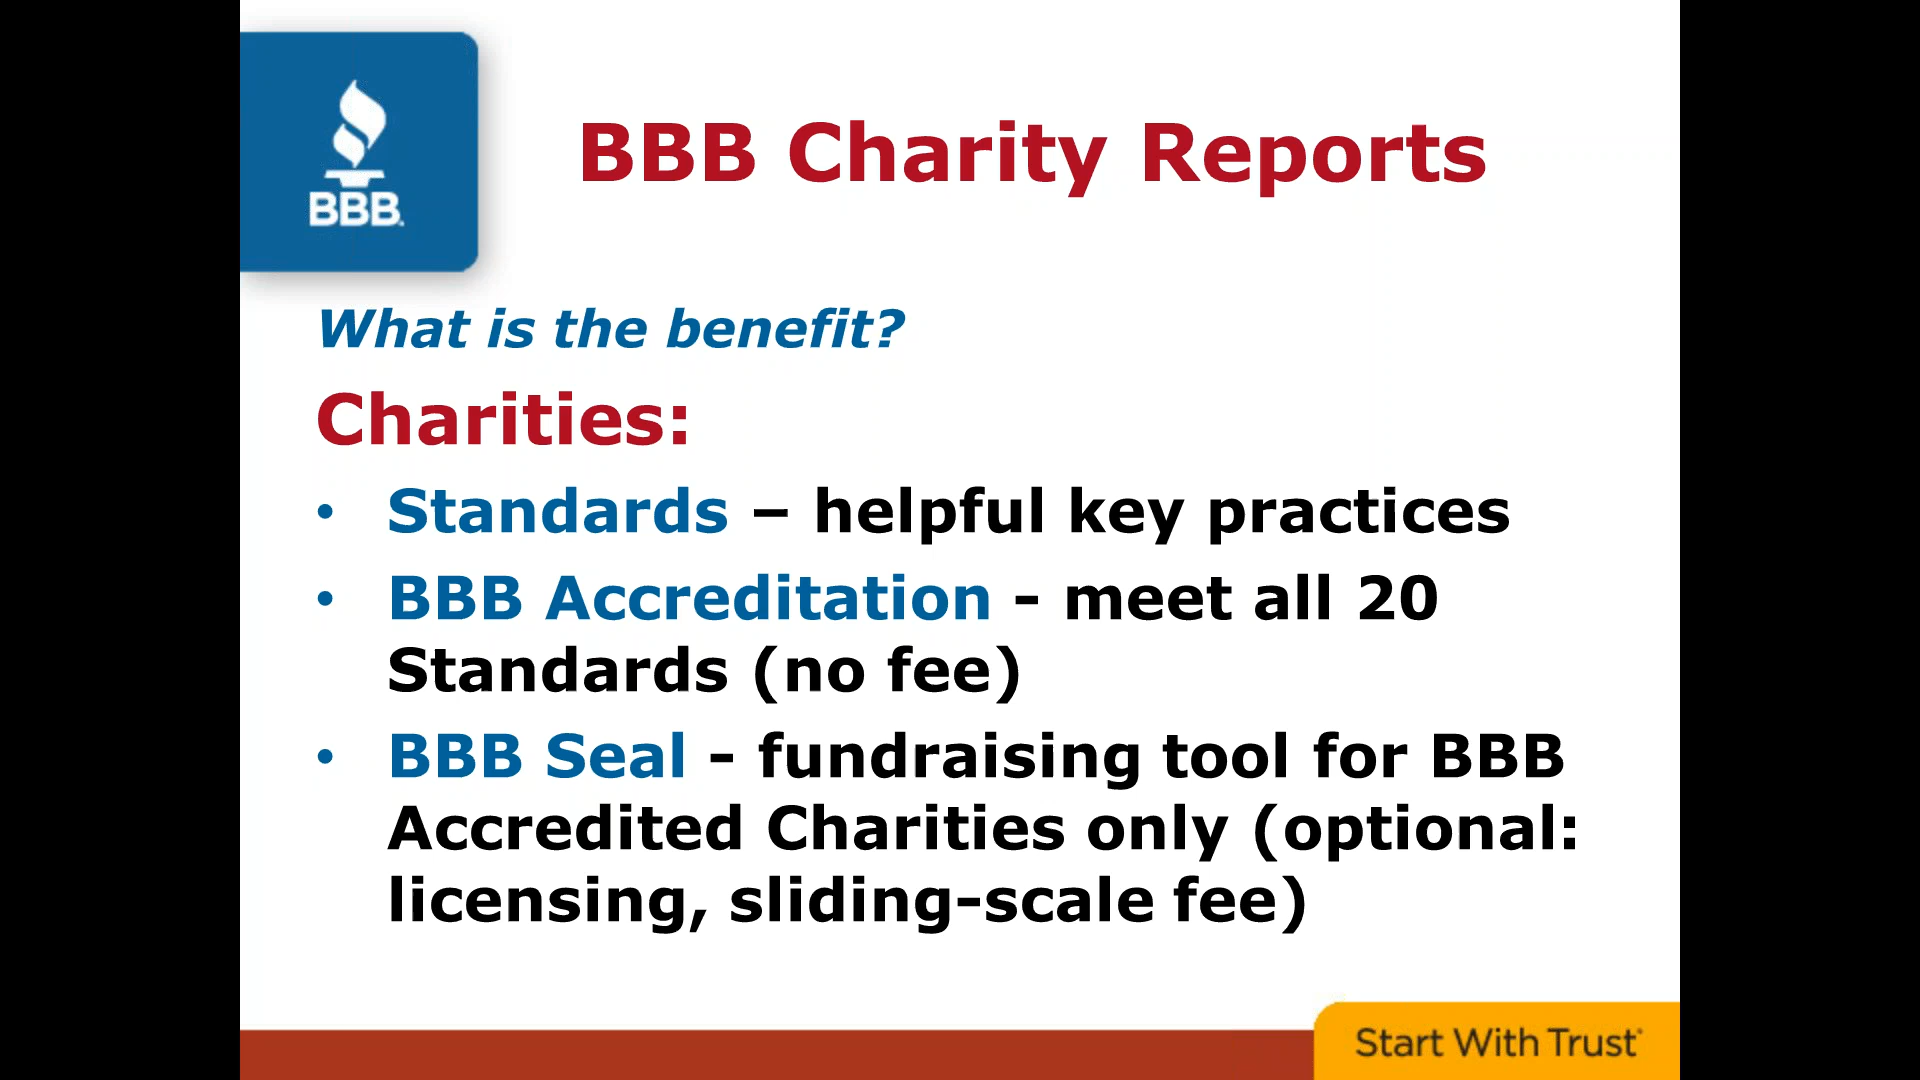 BBB.
BBB Charity Reports
What is the benefit?
Charities:
• Standards – helpful key practices
• BBB Accreditation - meet all 20
Standards (no fee)
• BBB Seal - fundraising tool for BBB
Accredited Charities only (optional:
licensing, sliding-scale fee)
Start With Trust